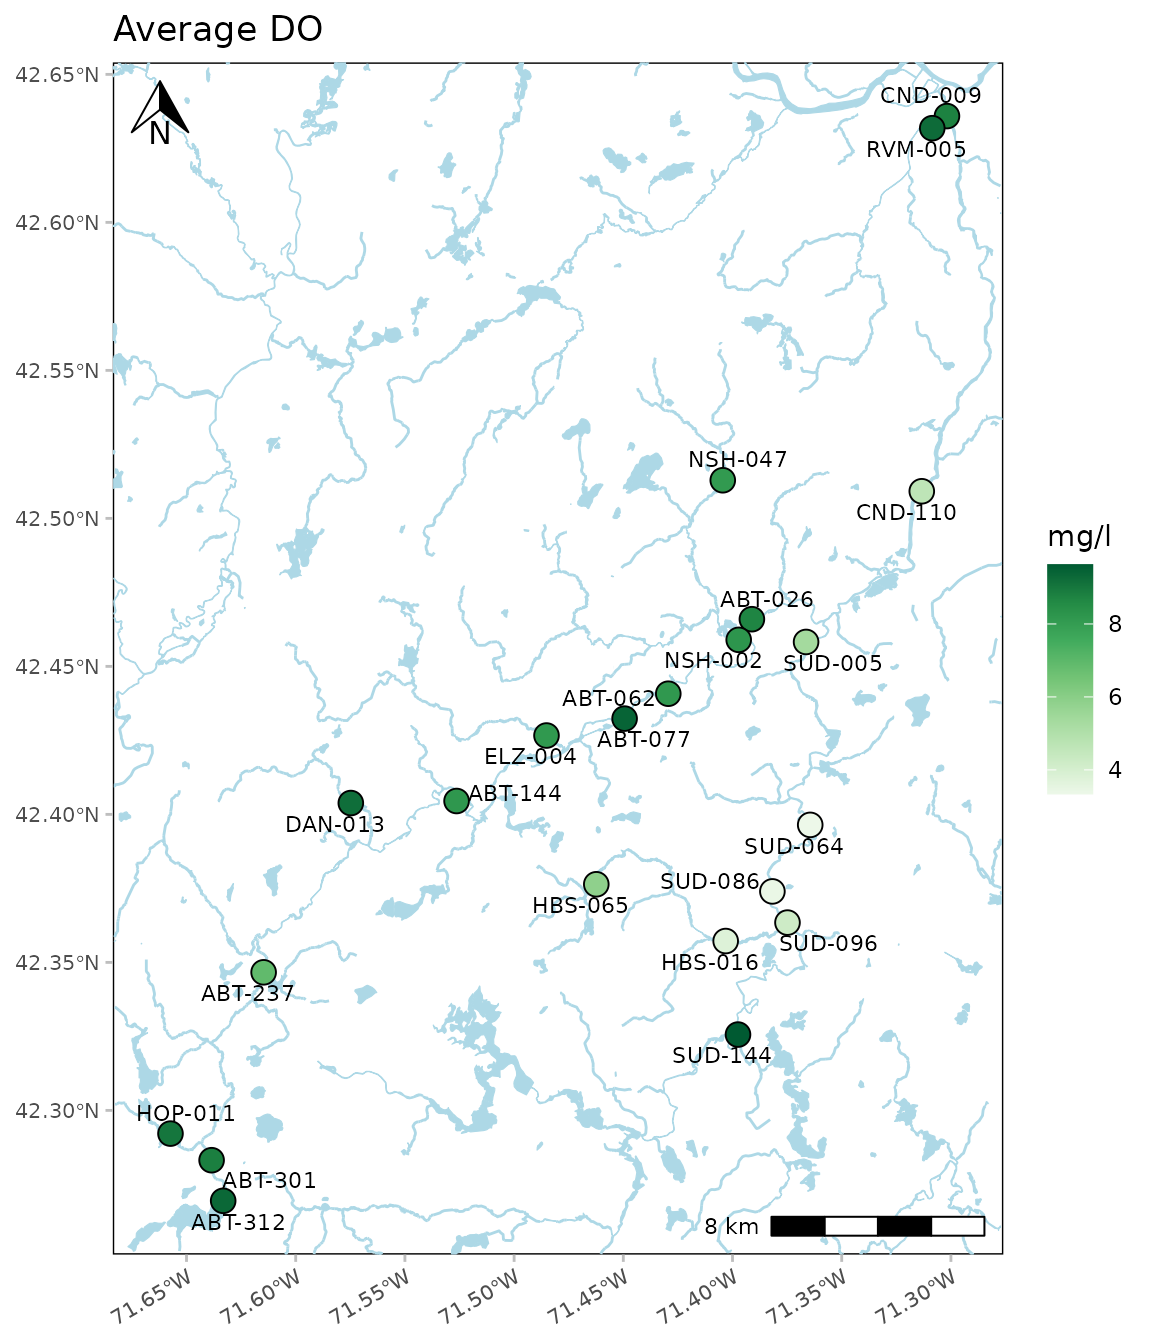 Average DO
42.65°N
42.60°N
42.55°N
42.50°N
42.45°N
42.40°N
42.35°N
42.30°N
N
CND-009
RVM-005
NSH-047
CND-110
ABT-026
NSH-002
SUD-005
ABT-062
ABT-077
ELZ-004
ABT-144
DAN-013
SUD-064
SUD-086
HBS-065
SUD-096
HBS-016
ABT-237
SUD-144
HOP-011
ABT-301
ABT-312
8 km
71.65°W
71.60°W
71.55°W
71.50°W
71.45°W
71.40°W
71.35°W
71.30°W
mg/l
8
6
4